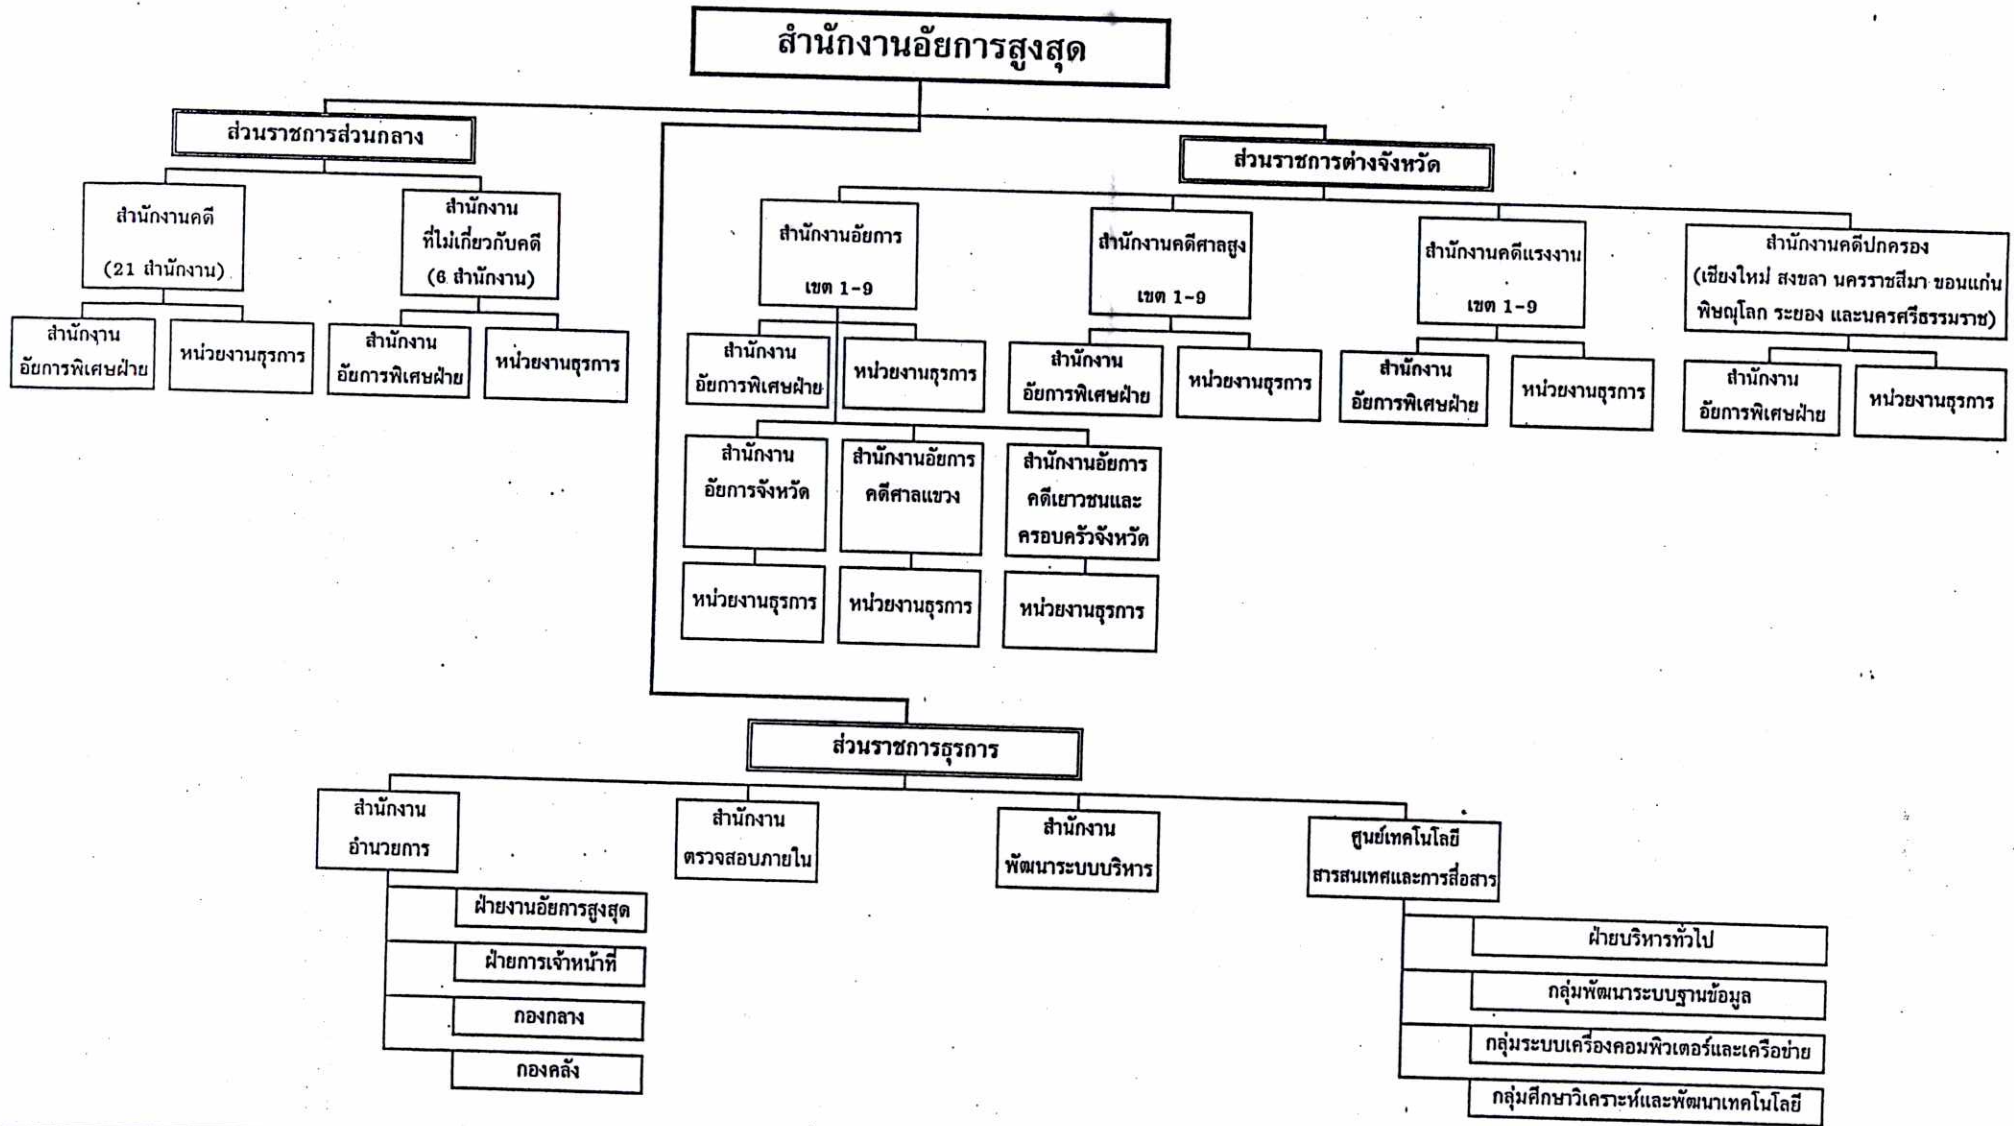 สำนักงานอัยการสูงสุด
ส่วนราชการส่วนกลาง
ส่วนราชการต่างจังหวัด
สำนักงานคดี
(21 สำนักงาน)
สำนักงาน
ที่ไม่เกี่ยวกับคดี
(6 สำนักงาน)
สำนักงานอัยการ
เขต 1-9
สำนักงานคดีศาลสูง
เขต 1-9
สำนักงานคดีแรงงาน
เขต 1-9
สำนักงานคดีปกครอง
(เชียงใหม่ สงขลา นครราชสีมา ขอนแก่น
พิษณุโลก ระยอง และนครศรีธรรมราช)
สำนักงาน
อัยการพิเศษฝ่าย
หน่วยงานธุรการ
สำนักงาน
อัยการพิเศษฝ่าย
หน่วยงานธุรการ
สำนักงาน
อัยการพิเศษฝ่าย
หน่วยงานธุรการ
สำนักงาน
อัยการพิเศษฝ่าย
หน่วยงานธุรการ
สำนักงาน
อัยการพิเศษฝ่าย
หน่วยงานธุรการ
สำนักงาน
อัยการพิเศษฝ่าย
หน่วยงานธุรการ
สำนักงาน
อัยการจังหวัด
สำนักงานอัยการ
คดีศาลแขวง
สำนักงานอัยการ
คดีเยาวชนและ
ครอบครัวจังหวัด
หน่วยงานธุรการ
หน่วยงานธุรการ
หน่วยงานธุรการ
ส่วนราชการธุรการ
สำนักงาน
อำนวยการ
สำนักงาน
ตรวจสอบภายใน
สำนักงาน
พัฒนาระบบบริหาร
ศูนย์เทคโนโลยี
สารสนเทศและการสื่อสาร
ฝ่ายงานอัยการสูงสุด
ฝ่ายการเจ้าหน้าที่
กองกลาง
กองคลัง
ฝ่ายบริหารทั่วไป
กลุ่มพัฒนาระบบฐานข้อมูล
กลุ่มระบบเครื่องคอมพิวเตอร์และเครือข่าย
กลุ่มศึกษาวิเคราะห์และพัฒนาเทคโนโลยี